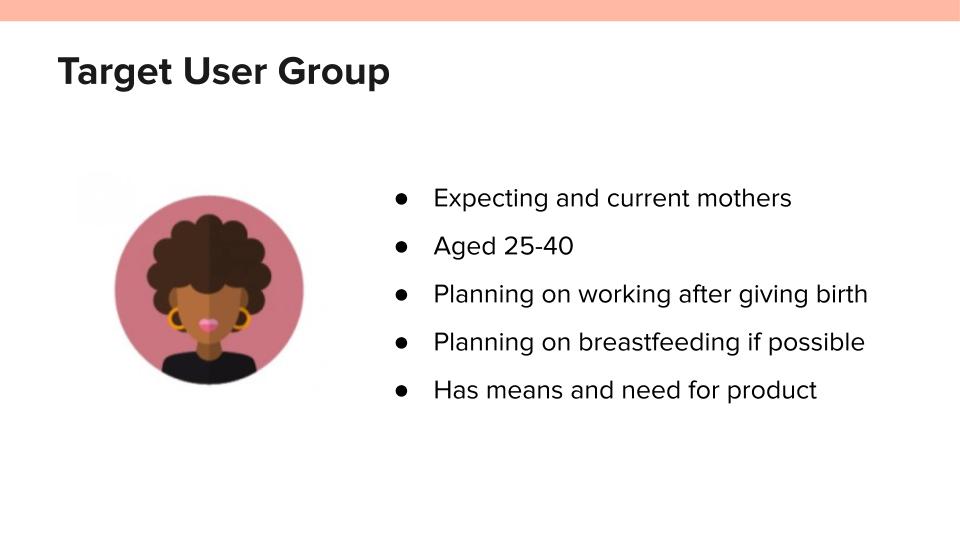 Target User Group
● Expecting and current mothers
● Aged 25-40
● Planning on working after giving birth
● Planning on breastfeeding if possible
● Has means and need for product